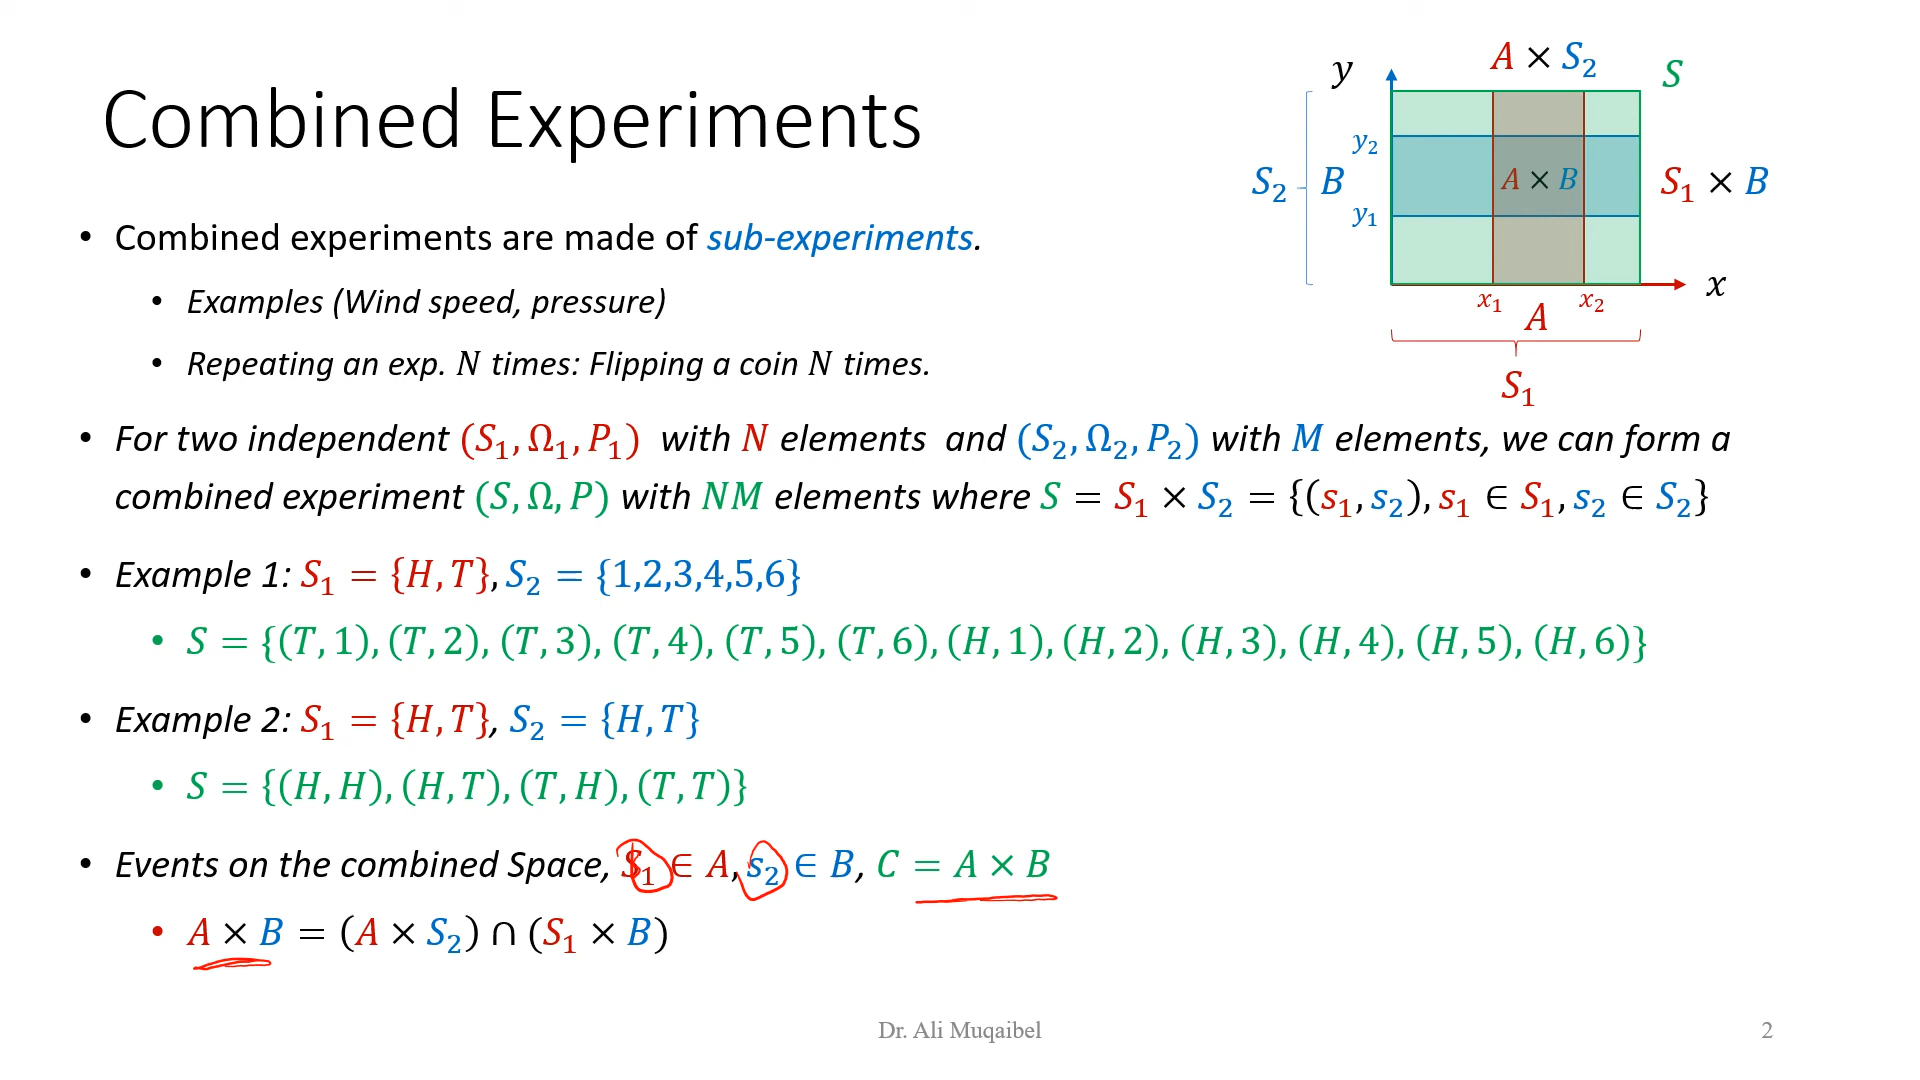 Combined Experiments
A × S₂
S
y
y₂
S₂ B A × B S₁ × B
y₁
x
x₁ A x₂
S₁
• Combined experiments are made of sub-experiments.
• Examples (Wind speed, pressure)
• Repeating an exp. N times: Flipping a coin N times.
• For two independent (S₁, Ω₁, P₁) with N elements and (S₂, Ω₂, P₂) with M elements, we can form a
combined experiment (S, Ω, P) with NM elements where S = S₁ × S₂ = {(s₁, s₂), s₁ ∈ S₁, s₂ ∈ S₂}
• Example 1: S₁ = {H, T}, S₂ = {1,2,3,4,5,6}
• S = {(T, 1), (T, 2), (T, 3), (T, 4), (T, 5), (T, 6), (H, 1), (H, 2), (H, 3), (H, 4), (H, 5), (H, 6)}
• Example 2: S₁ = {H, T}, S₂ = {H, T}
• S = {(H, H), (H, T), (T, H), (T, T)}
• Events on the combined Space, S₁ ∈ A, s₂ ∈ B, C = A × B
• A × B = (A × S₂) ∩ (S₁ × B)
Dr. Ali Muqaibel
2